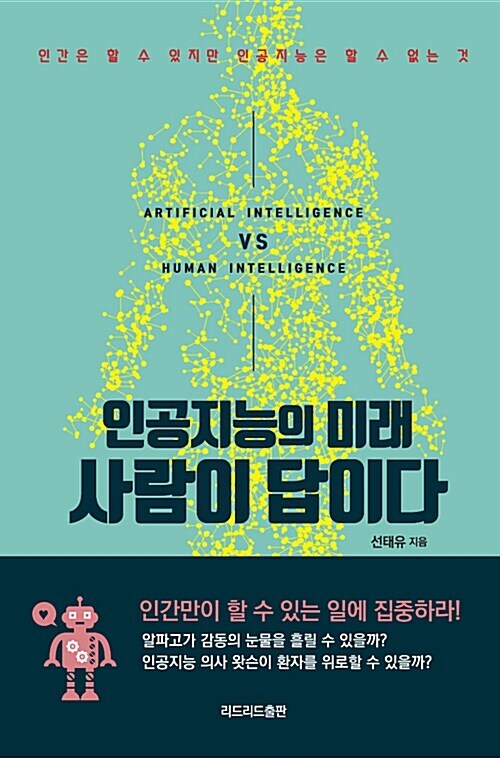 인간은 할 수 있지만 인공지능은 할 수 없는 것
ARTIFICIAL INTELLIGENCE
VS
HUMAN INTELLIGENCE
인공지능의 미래
사람이 답이다
선태유 지음
인간만이 할 수 있는 일에 집중하라!
알파고가 감동의 눈물을 흘릴 수 있을까?
인공지능 의사 왓슨이 환자를 위로할 수 있을까?
리드리드출판